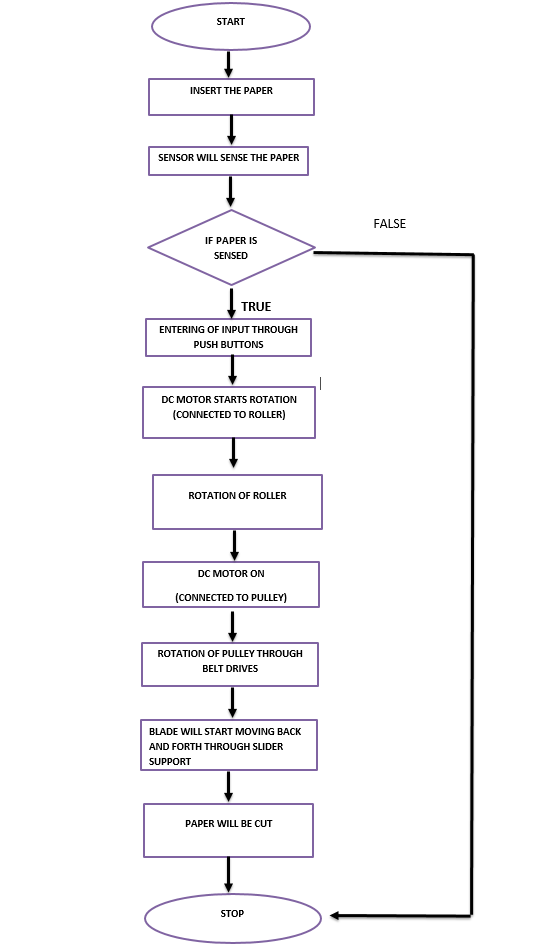 START
INSERT THE PAPER
SENSOR WILL SENSE THE PAPER
FALSE
IF PAPER IS
SENSED
TRUE
ENTERING OF INPUT THROUGH
PUSH BUTTONS
DC MOTOR STARTS ROTATION
(CONNECTED TO ROLLER)
ROTATION OF ROLLER
DC MOTOR ON
(CONNECTED TO PULLEY)
ROTATION OF PULLEY THROUGH
BELT DRIVES
BLADE WILL START MOVING BACK
AND FORTH THROUGH SLIDER
SUPPORT
PAPER WILL BE CUT
STOP